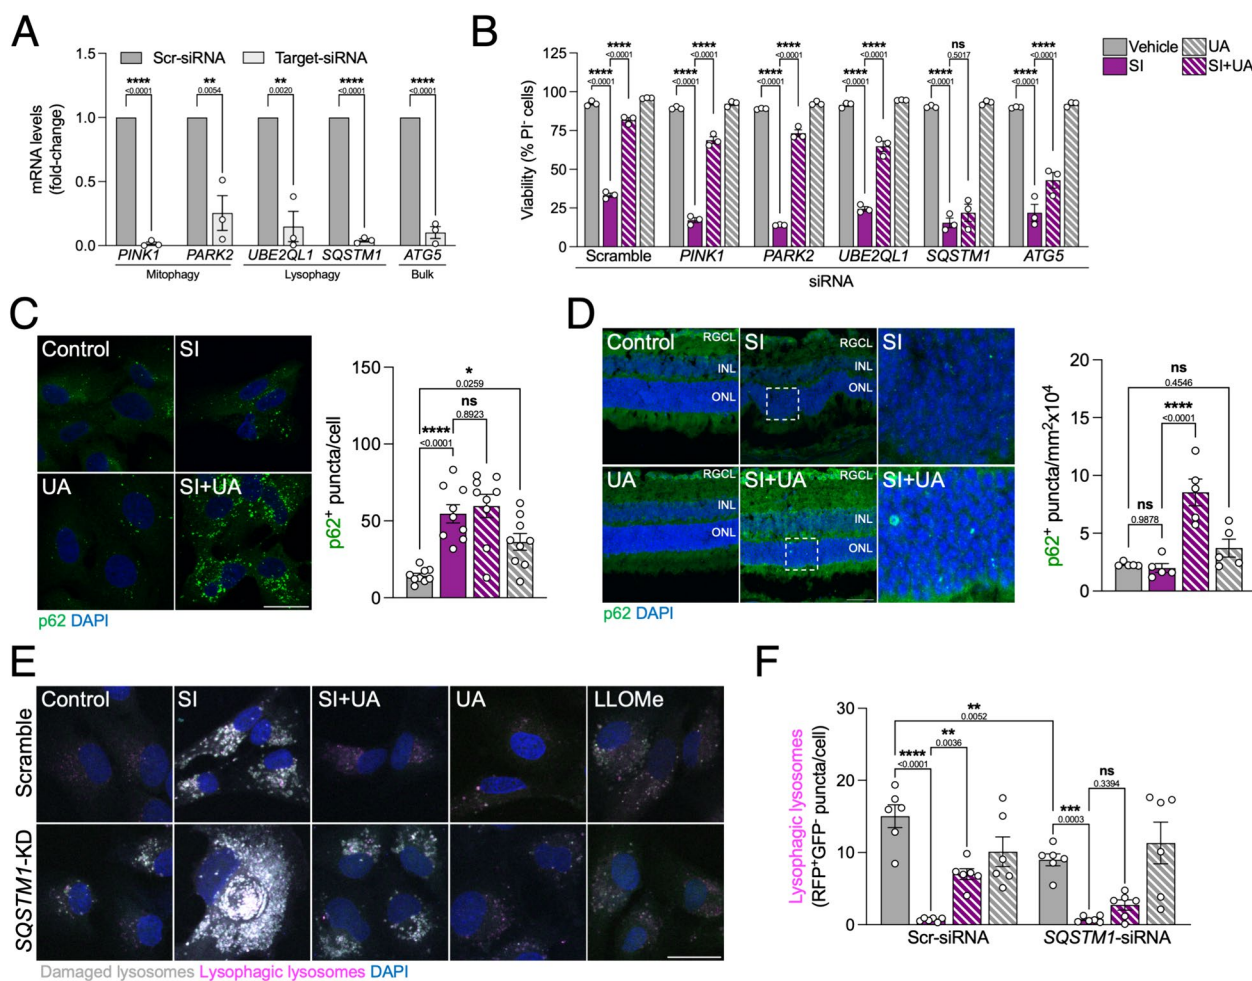 A
1.5
1.0
0.5
0.0
mRNA levels
(fold-change)
Scr-siRNA
Target-siRNA
****
<0.0001
**
0.0054
**
0.0020
****
<0.0001
****
<0.0001
PINK1
PARK2
UBE2QL1
SQSTM1
ATG5
Mitophagy
Lysophagy
Bulk
B
125
100
75
50
25
0
Viability (% PI- cells)
Vehicle
UA
SI
SI+UA
****
<0.0001
****
<0.0001
****
<0.0001
****
<0.0001
****
<0.0001
****
<0.0001
****
<0.0001
****
<0.0001
****
<0.0001
ns
0.5017
****
<0.0001
****
<0.0001
Scramble
PINK1
PARK2
UBE2QL1
SQSTM1
ATG5
siRNA
C
Control
SI
UA
SI+UA
p62 DAPI
150
100
50
0
p62+ puncta/cell
*
0.0259
ns
0.8923
****
<0.0001
D
Control
RGCL
INL
ONL
SI
RGCL
INL
ONL
SI
UA
RGCL
INL
ONL
SI+UA
RGCL
INL
ONL
SI+UA
p62 DAPI
20
15
10
5
0
p62+ puncta/mm2x104
ns
0.4546
****
<0.0001
ns
0.9878
E
Control
SI
SI+UA
UA
LLOMe
Scramble
SQSTM1-KD
Damaged lysosomes Lysophagic lysosomes DAPI
F
30
20
10
0
Lysophagic lysosomes
(RFP+GFP- puncta/cell)
**
0.0052
**
0.0036
****
<0.0001
ns
0.3394
***
0.0003
Scr-siRNA
SQSTM1-siRNA